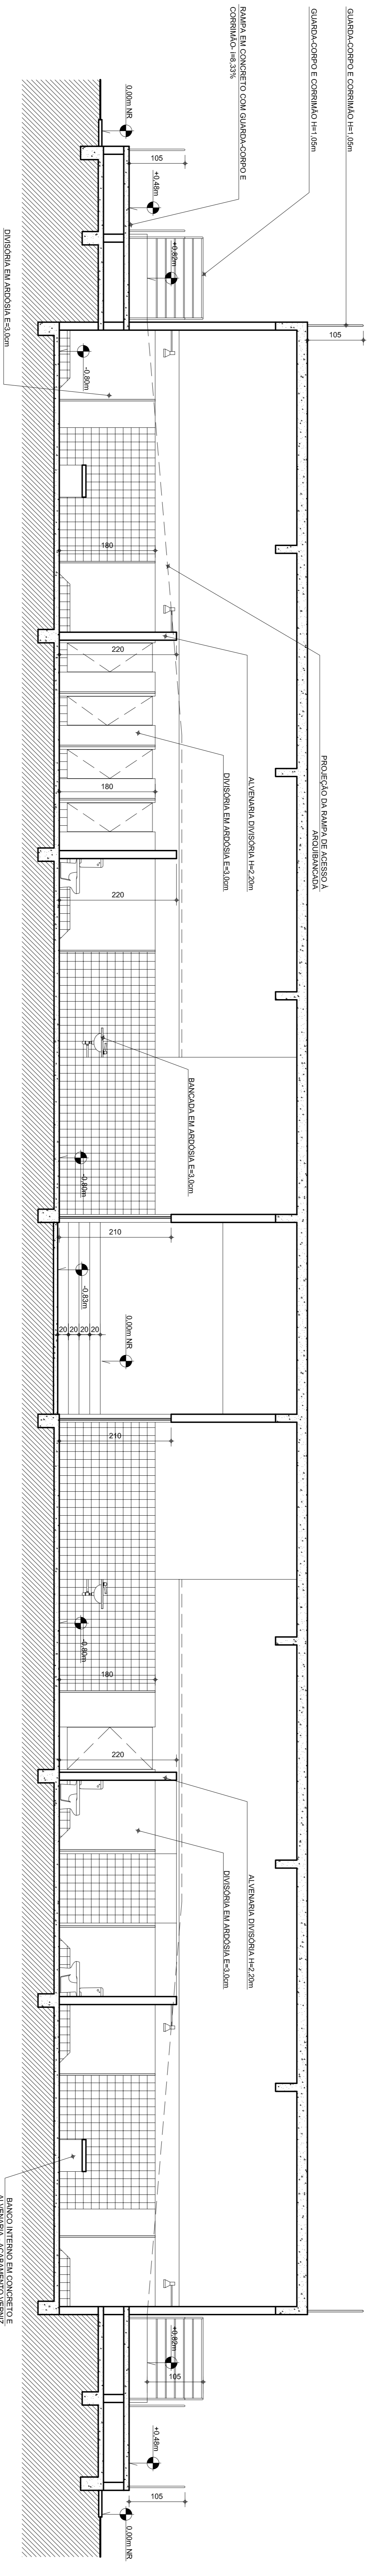 GUARDA-CORPO E CORRIMÃO H=1,05m
GUARDA-CORPO E CORRIMÃO H=1,05m
RAMPA EM CONCRETO COM GUARDA-CORPO E
CORRIMÃO- i=8,33%
0,00m NR
105
+0,48m
+0,82m
105
-0,80m
DIVISÓRIA EM ARDÓSIA E=3,0cm
180
PROJEÇÃO DA RAMPA DE ACESSO À
ARQUIBANCADA
220
ALVENARIA DIVISÓRIA H=2,20m
DIVISÓRIA EM ARDÓSIA E=3,0cm
180
220
BANCADA EM ARDÓSIA E=3,0cm
-0,80m
210
-0,83m
20
20
20
20
0,00m NR
210
-0,80m
180
220
ALVENARIA DIVISÓRIA H=2,20m
DIVISÓRIA EM ARDÓSIA E=3,0cm
BANCO INTERNO EM CONCRETO E
+0,82m
105
+0,48m
105
0,00m NR